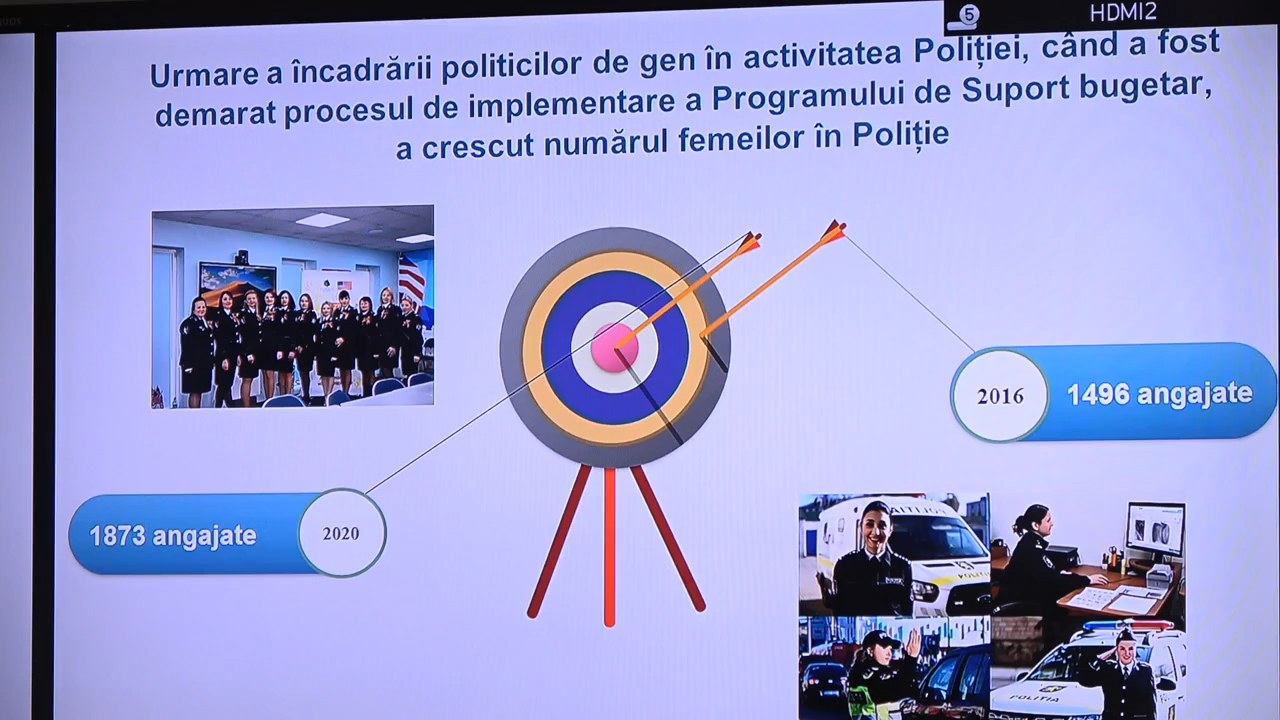 5
HDMI2
Urmare a încadrării politicilor de gen în activitatea Poliției, când a fost
demarat procesul de implementare a Programului de Suport bugetar,
a crescut numărul femeilor în Poliție
2016
1496 angajate
1873 angajate
2020
POLIȚIA